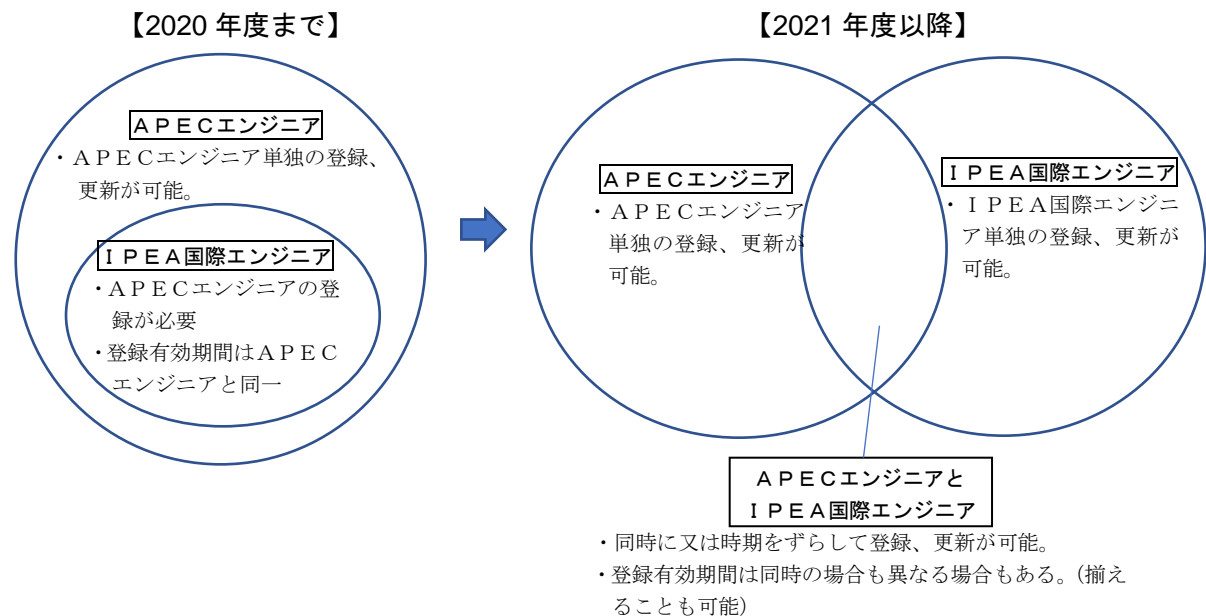 【2020 年度まで】
APECエンジニア
・APECエンジニア単独の登録、
更新が可能。
IPEA国際エンジニア
・APECエンジニアの登
録が必要
・登録有効期間はAPEC
エンジニアと同一
【2021 年度以降】
APECエンジニア
・APECエンジニア
単独の登録、更新が
可能。
IPEA国際エンジニア
・IPEA国際エンジニ
ア単独の登録、更新が
可能。
APECエンジニアと
IPEA国際エンジニア
・同時に又は時期をずらして登録、更新が可能。
・登録有効期間は同時の場合も異なる場合もある。(揃え
ることも可能)